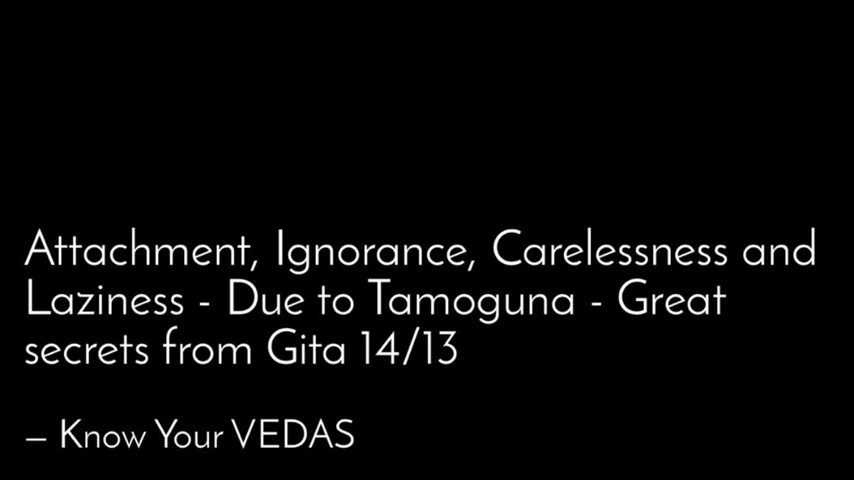 Attachment, Ignorance, Carelessness and
Laziness - Due to Tamoguna - Great
secrets from Gita 14/13
– Know Your VEDAS